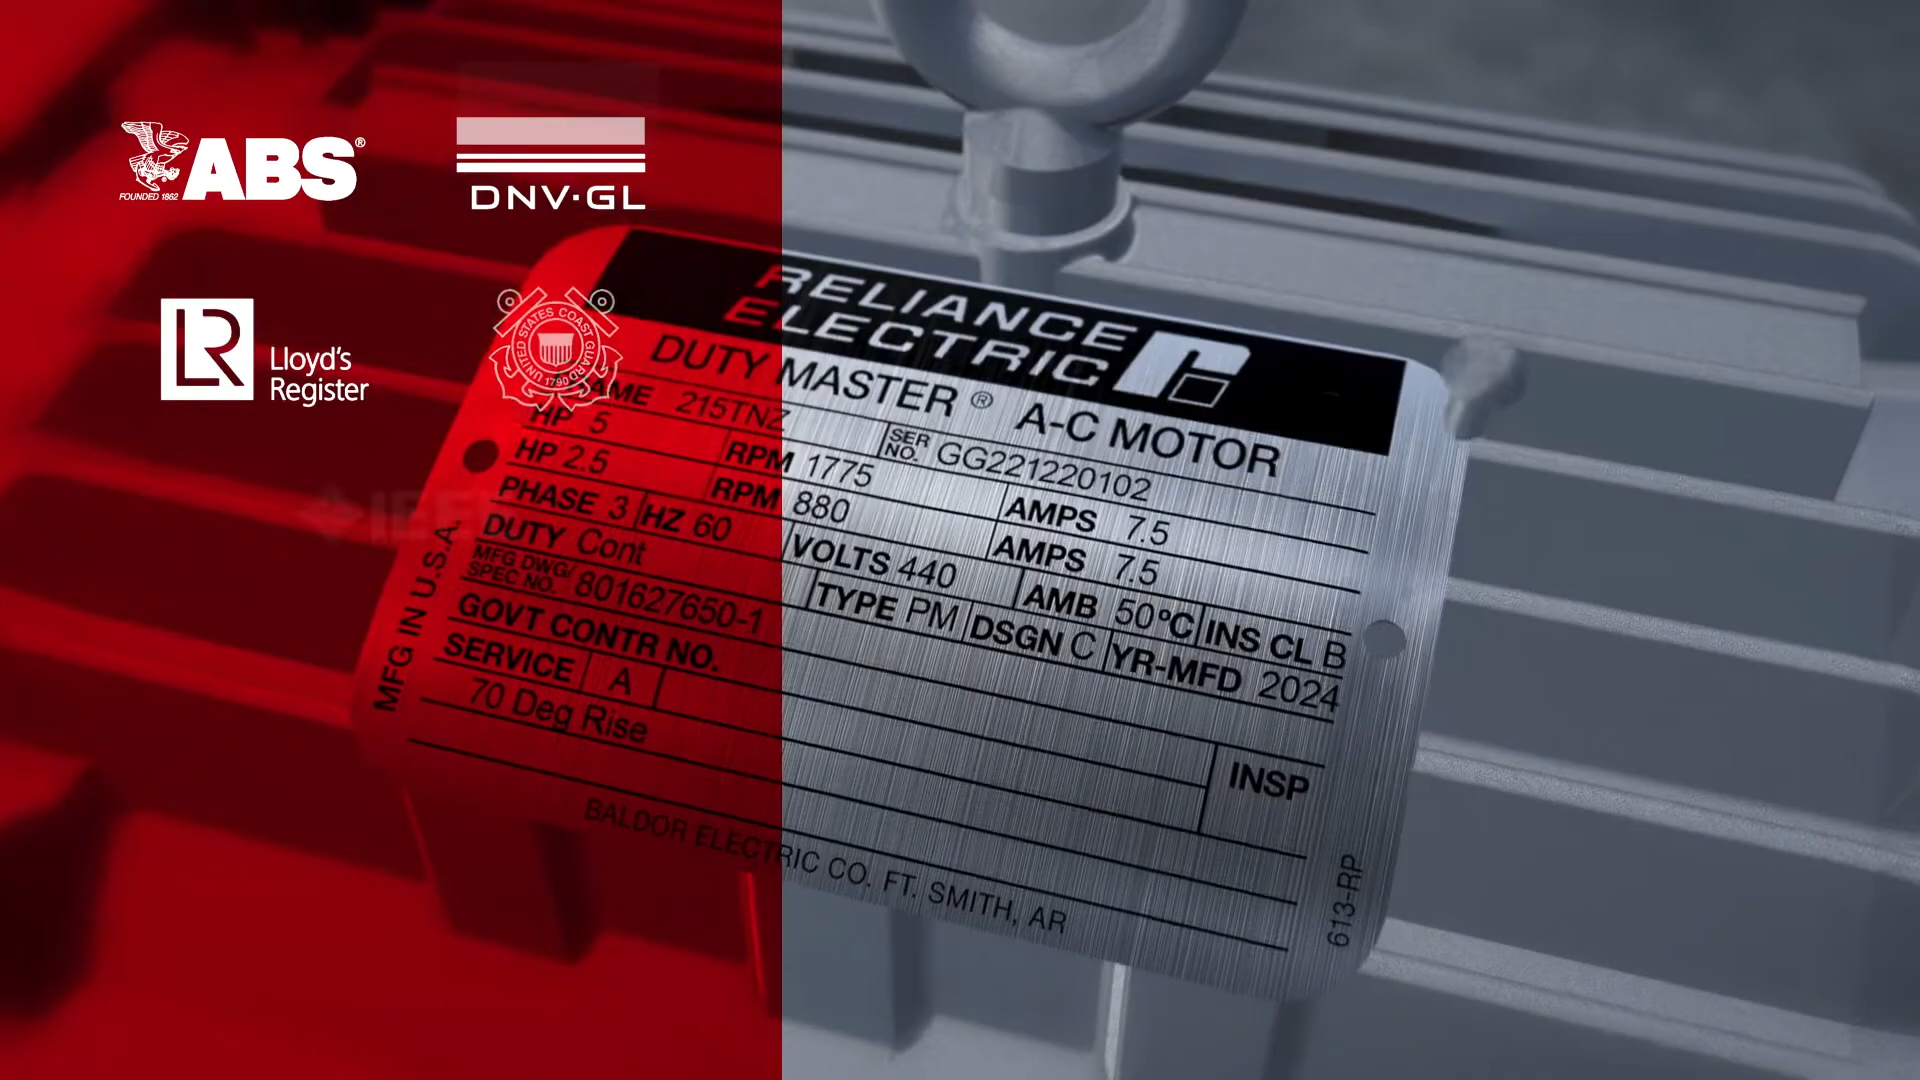 ABS®
FOUNDED 1862
DNV·GL
Lloyd's
Register
UNITED STATES COAST GUARD
1790
RELIANCE
ELECTRIC
DUTY MASTER® A-C MOTOR
215TNZ SER NO. GG221220102
HP 5 RPM 1775 AMPS 7.5
HP 2.5 RPM 880 AMPS 7.5
PHASE 3 HZ 60 VOLTS 440 AMB 50°C INS CL B
DUTY Cont TYPE PM DSGN C YR-MFD 2024
MFG DWG/ SPEC NO. 801627650-1
GOVT CONTR NO.
SERVICE A
70 Deg Rise
INSP
BALDOR ELECTRIC CO. FT. SMITH, AR
MFG IN U.S.A.
613-RP